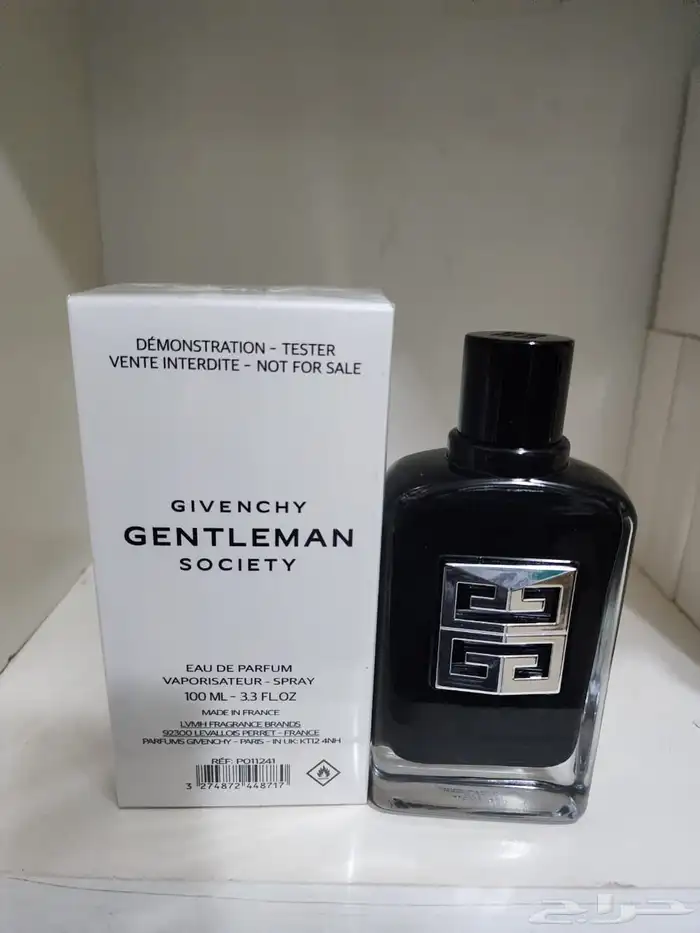 DÉMONSTRATION - TESTER
VENTE INTERDITE - NOT FOR SALE
GIVENCHY
GENTLEMAN
SOCIETY
EAU DE PARFUM
VAPORISATEUR - SPRAY
100 ML - 3.3 FL.OZ
MADE IN FRANCE
LVMH FRAGRANCE BRANDS
92300 LEVALLOIS PERRET - FRANCE
PARFUMS GIVENCHY - PARIS - IN UK: KT12 4NH
RÉF: P011241
3 274872 448717
حراج